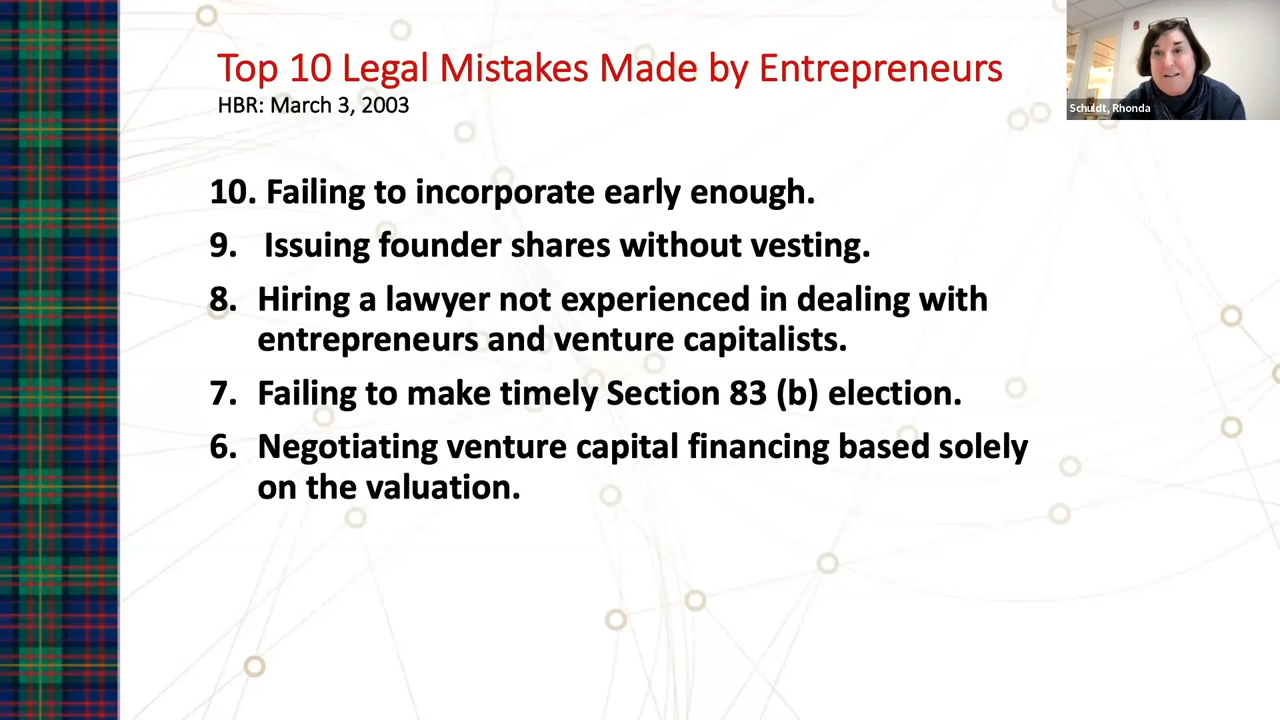 Top 10 Legal Mistakes Made by Entrepreneurs
HBR: March 3, 2003
Schuldt, Rhonda
10. Failing to incorporate early enough.
9. Issuing founder shares without vesting.
8. Hiring a lawyer not experienced in dealing with
entrepreneurs and venture capitalists.
7. Failing to make timely Section 83 (b) election.
6. Negotiating venture capital financing based solely
on the valuation.